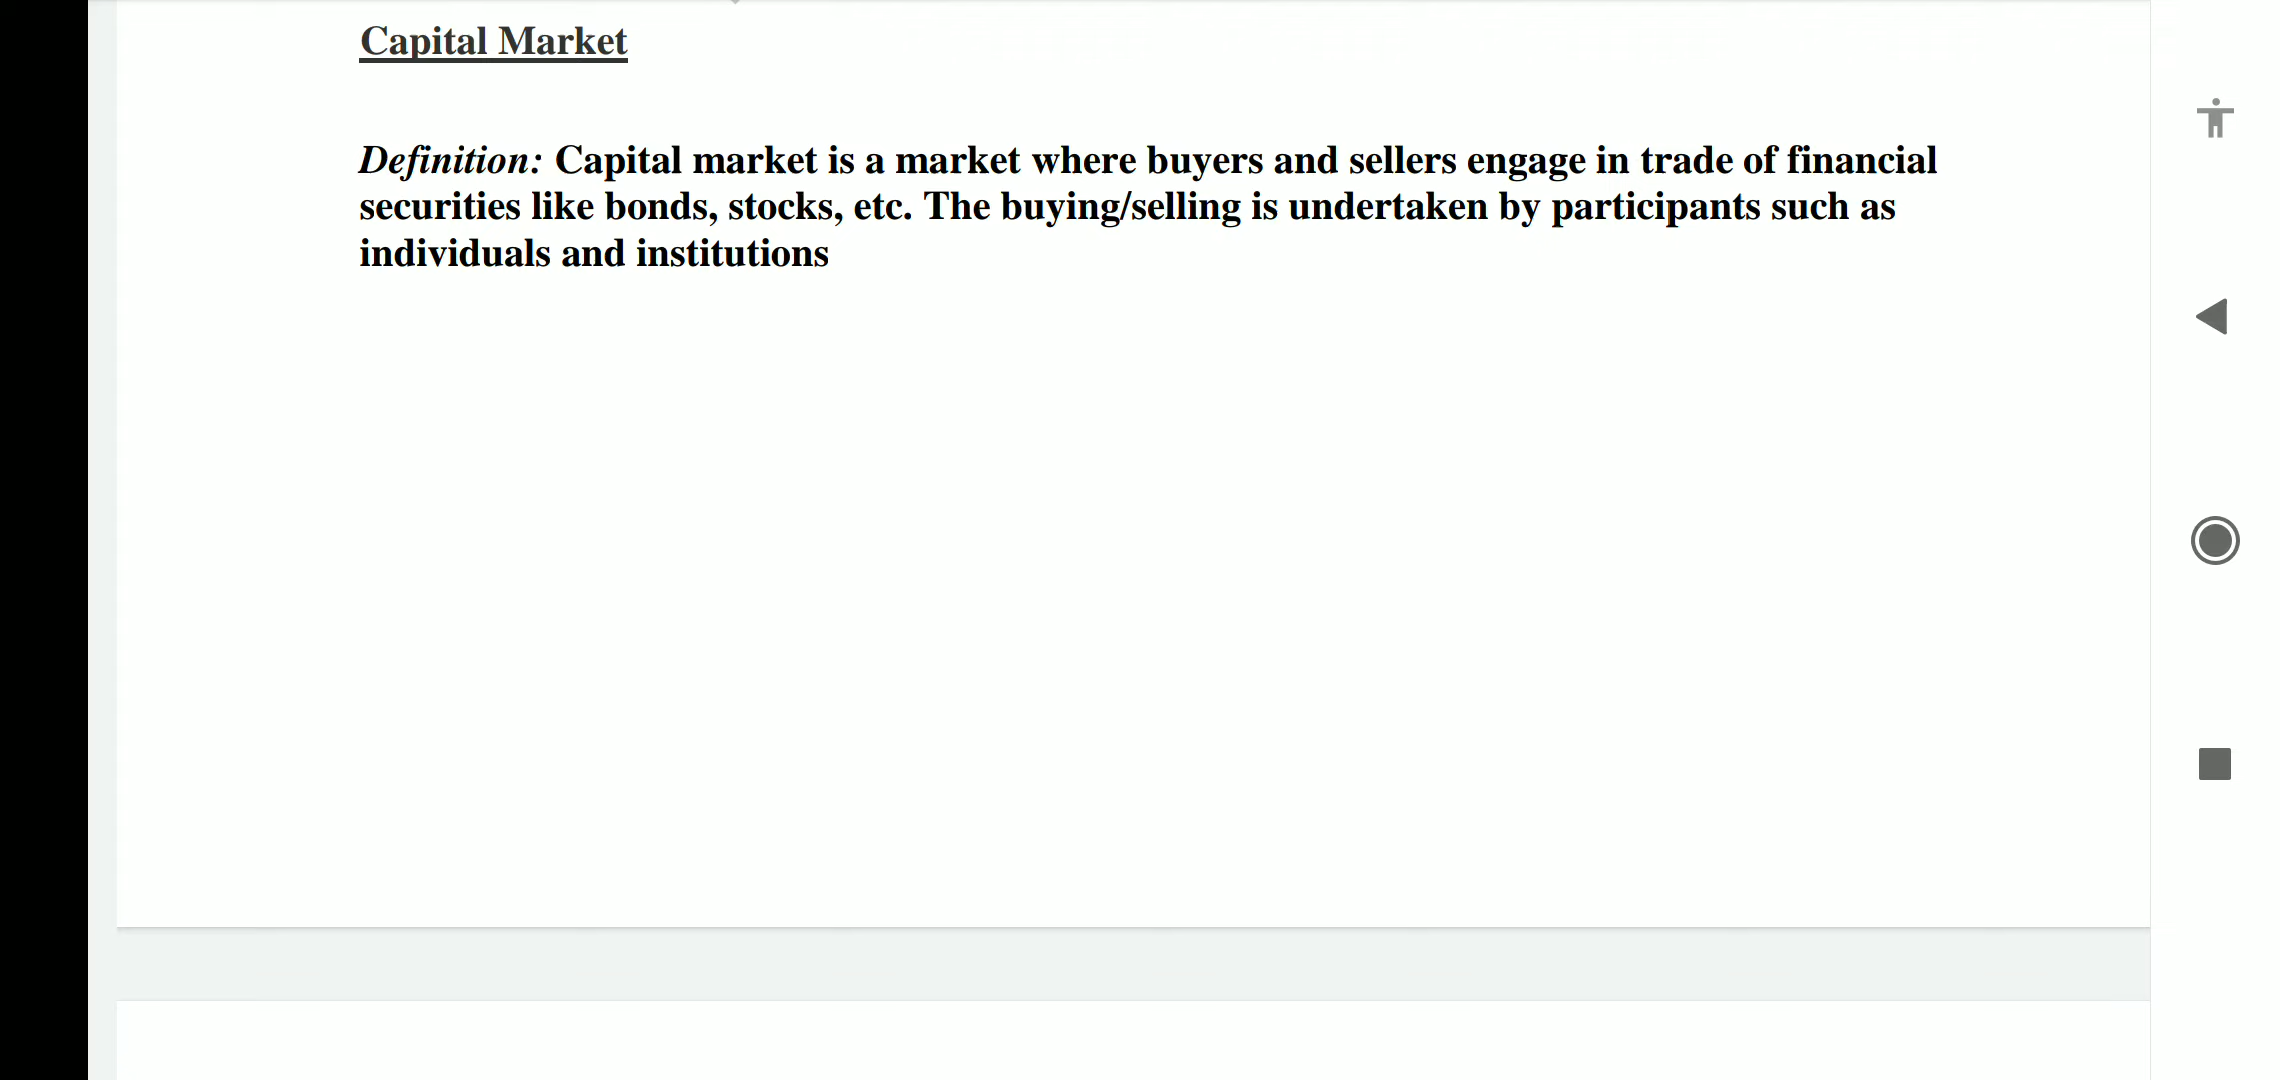 Capital Market
Definition: Capital market is a market where buyers and sellers engage in trade of financial
securities like bonds, stocks, etc. The buying/selling is undertaken by participants such as
individuals and institutions